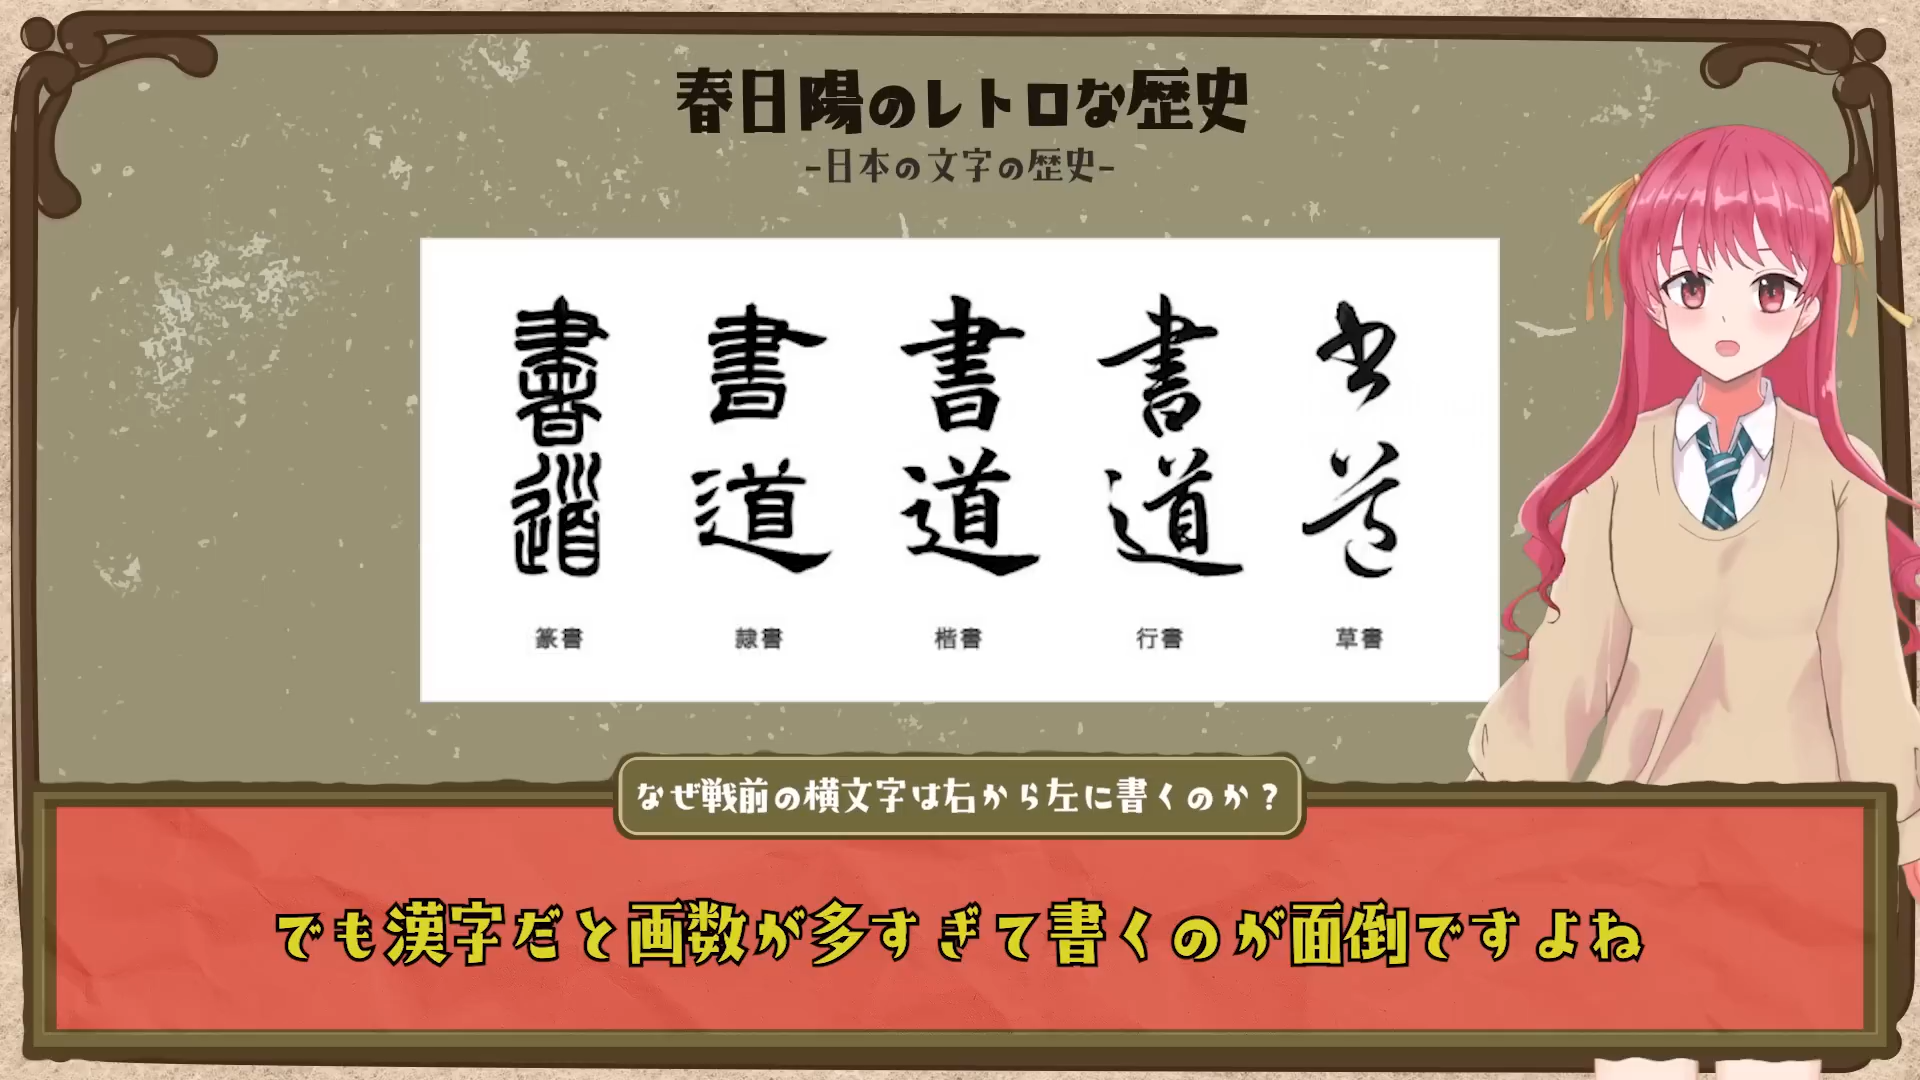 春日陽のレトロな歴史
-日本の文字の歴史-
書道 書道 書道 書道 書道
篆書 隷書 楷書 行書 草書
なぜ戦前の横文字は右から左に書くのか？
でも漢字だと画数が多すぎて書くのが面倒ですよね